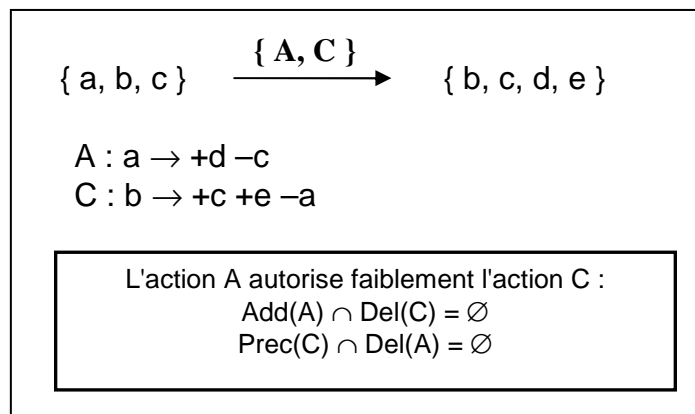 { A, C }
{ a, b, c } { b, c, d, e }
A : a → +d –c
C : b → +c +e –a
L'action A autorise faiblement l'action C :
Add(A) ∩ Del(C) = ∅
Prec(C) ∩ Del(A) = ∅